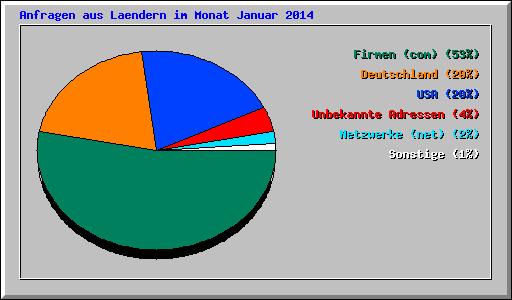 Anfragen aus Laendern im Monat Januar 2014
Firmen (com) (53%)
Deutschland (20%)
USA (20%)
Unbekannte Adressen (4%)
Netzwerke (net) (2%)
Sonstige (1%)